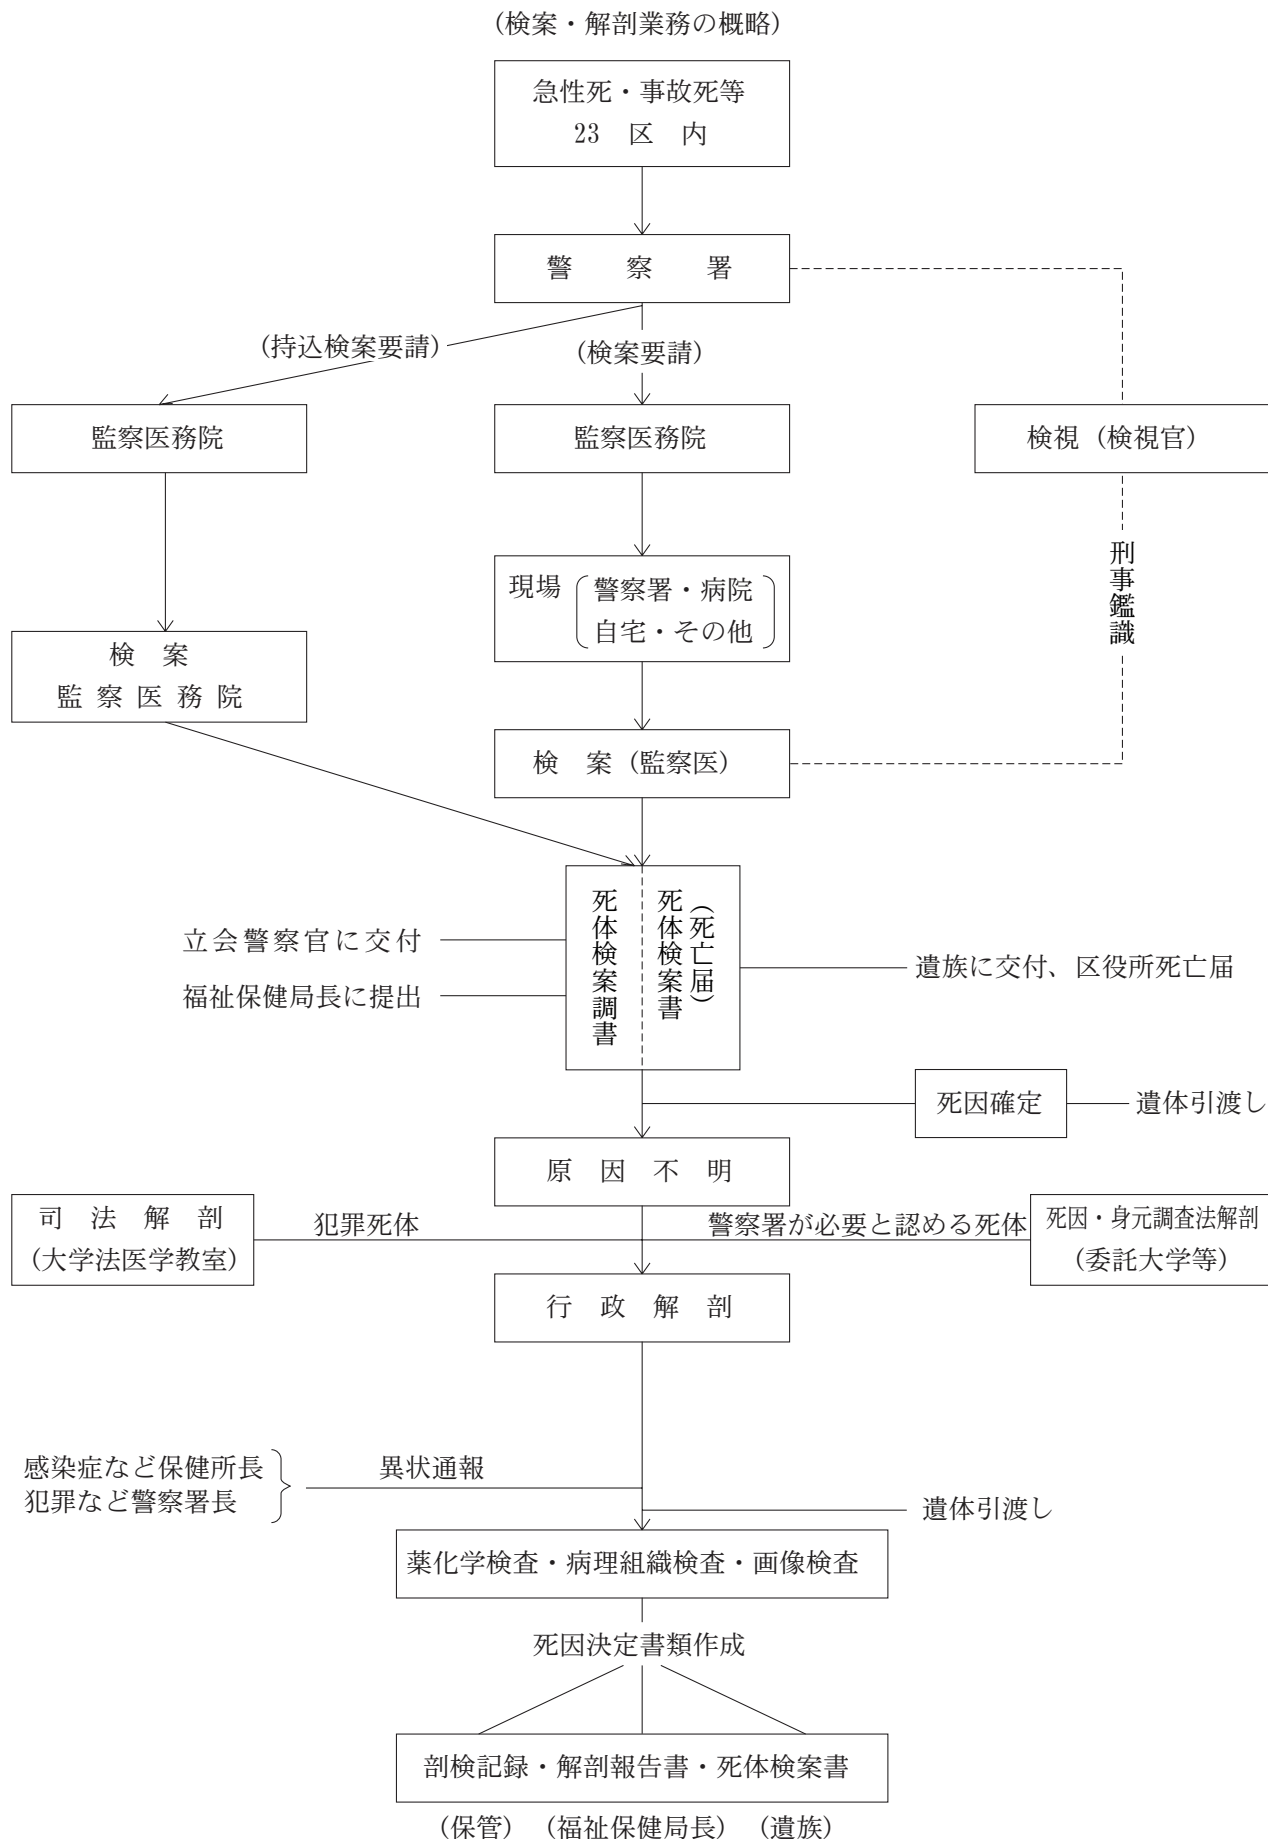 (検案・解剖業務の概略)
急性死・事故死等
23 区 内
警 察 署
(持込検案要請)
(検案要請)
監察医務院
監察医務院
検視 (検視官)
刑事鑑識
現場
警察署・病院
自宅・その他
検 案
監 察 医 務 院
検 案 (監察医)
死体検案調書
死体検案書
(死亡届)
立会警察官に交付
福祉保健局長に提出
遺族に交付、区役所死亡届
死因確定
遺体引渡し
原 因 不 明
司 法 解 剖
(大学法医学教室)
犯罪死体
警察署が必要と認める死体
死因・身元調査法解剖
(委託大学等)
行 政 解 剖
感染症など保健所長
犯罪など警察署長
異状通報
遺体引渡し
薬化学検査・病理組織検査・画像検査
死因決定書類作成
剖検記録・解剖報告書・死体検案書
(保管) (福祉保健局長) (遺族)